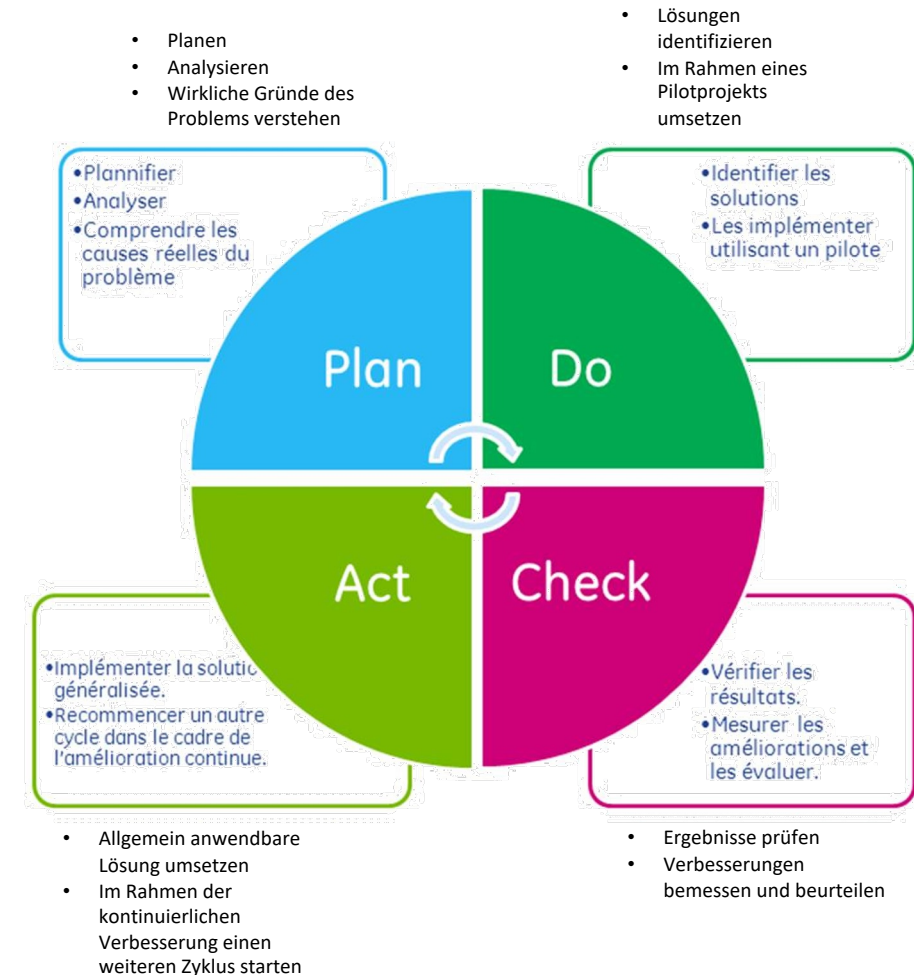 • Planen
• Analysieren
• Wirkliche Gründe des
Problems verstehen
• Lösungen
identifizieren
• Im Rahmen eines
Pilotprojekts
umsetzen
•Plannifier
•Analyser
•Comprendre les
causes réelles du
problème
•Identifier les
solutions
•Les implémenter
utilisant un pilote
Plan
Do
Act
Check
•Implémenter la solutio
généralisée.
•Recommencer un autre
cycle dans le cadre de
l'amélioration continue.
•Vérifier les
résultats.
•Mesurer les
améliorations et
les évaluer.
• Allgemein anwendbare
Lösung umsetzen
• Im Rahmen der
kontinuierlichen
Verbesserung einen
weiteren Zyklus starten
• Ergebnisse prüfen
• Verbesserungen
bemessen und beurteilen